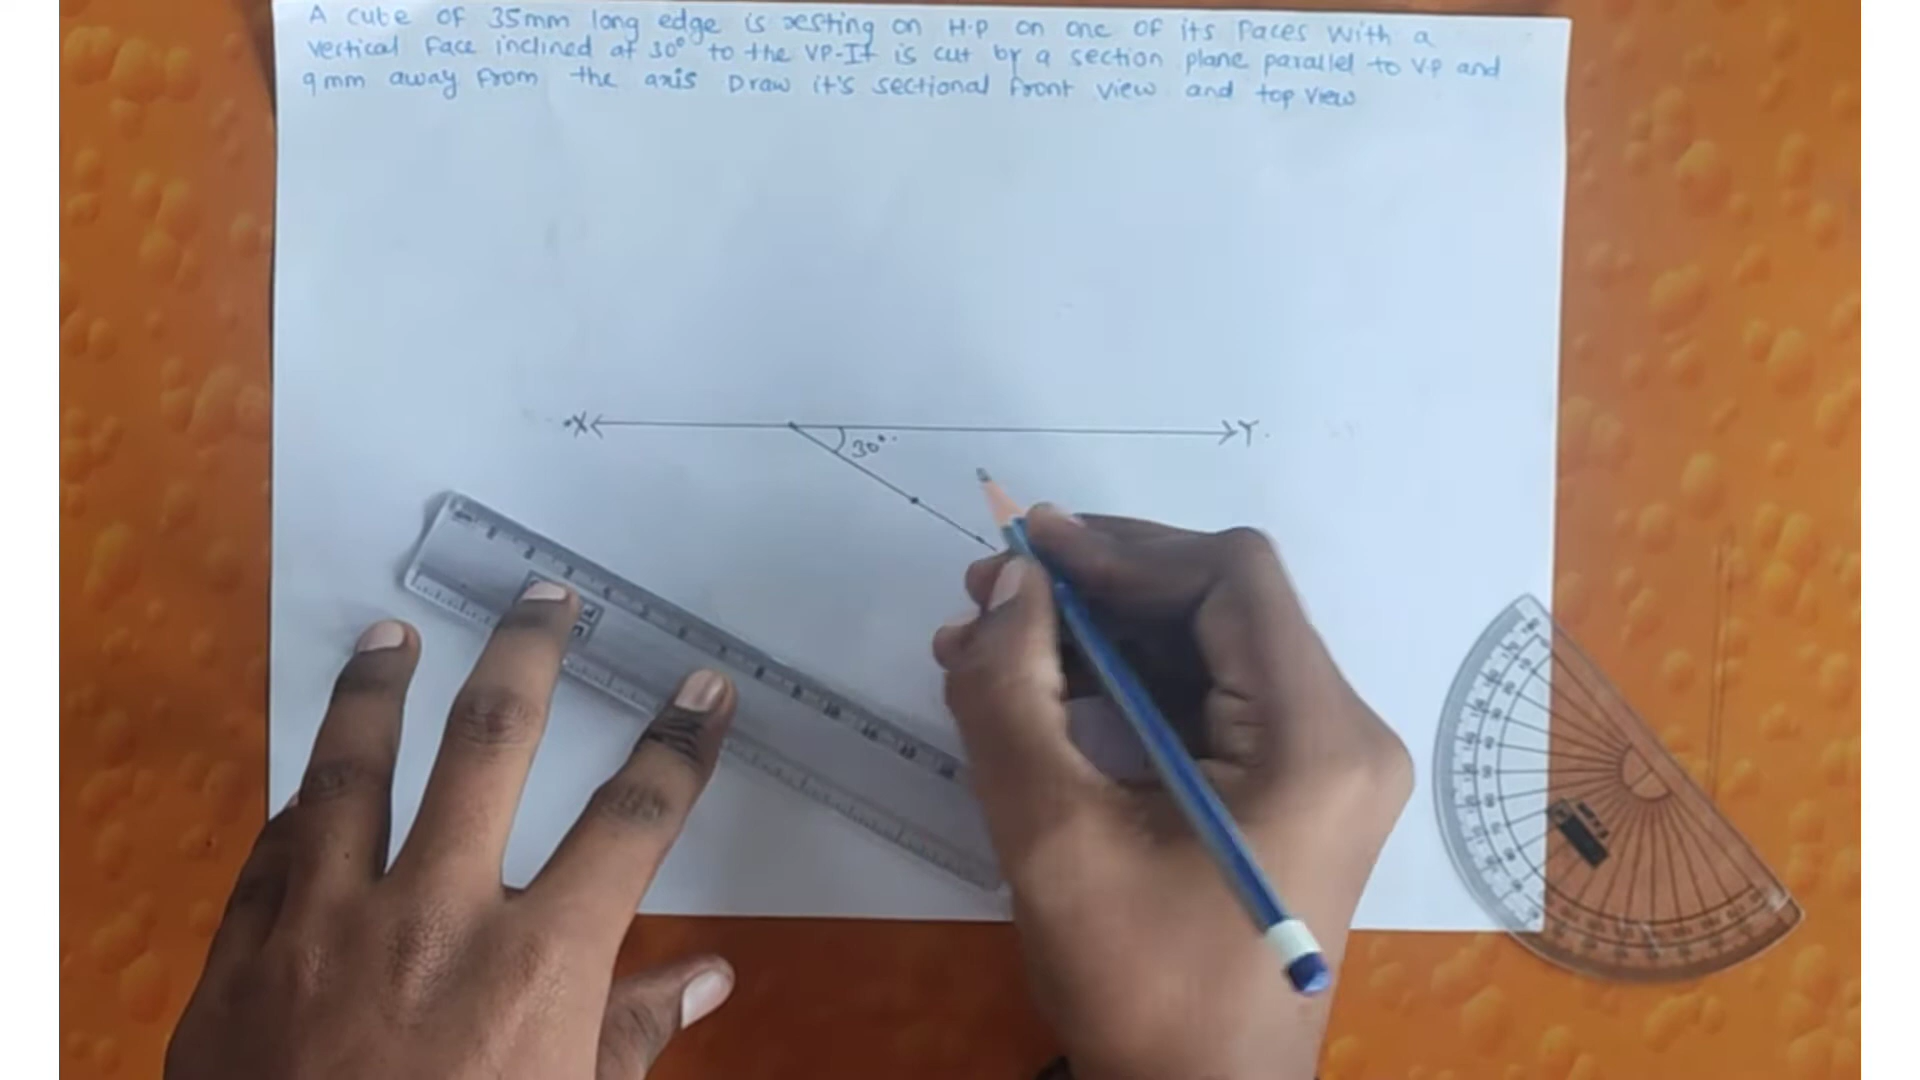 A cube of 35mm long edge is resting on H.P on one of its faces with a
vertical face inclined at 30° to the VP-It is cut by a section plane parallel to VP and
9mm away from the axis Draw it's sectional front view and top view
X
Y
30°